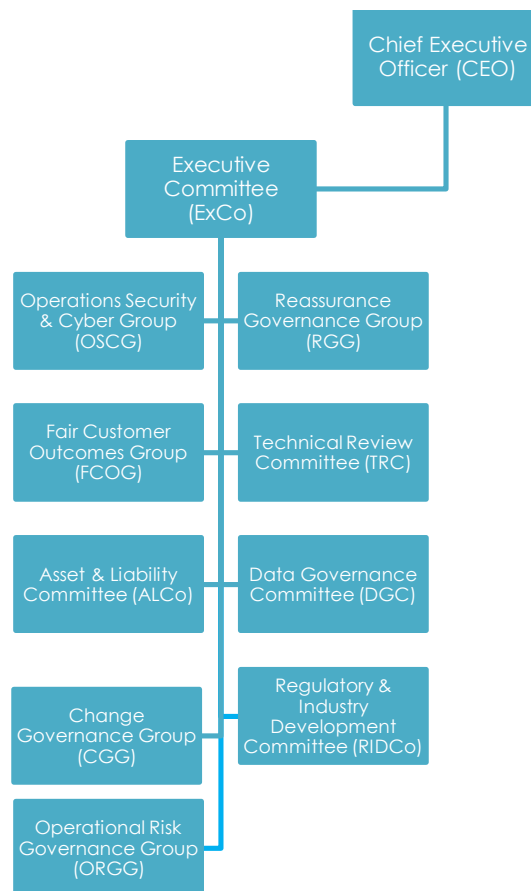 Chief Executive
Officer (CEO)
Executive
Committee
(ExCo)
Operations Security
& Cyber Group
(OSCG)
Reassurance
Governance Group
(RGG)
Fair Customer
Outcomes Group
(FCOG)
Technical Review
Committee (TRC)
Asset & Liability
Committee (ALCo)
Data Governance
Committee (DGC)
Change
Governance Group
(CGG)
Regulatory &
Industry
Development
Committee (RIDCo)
Operational Risk
Governance Group
(ORGG)